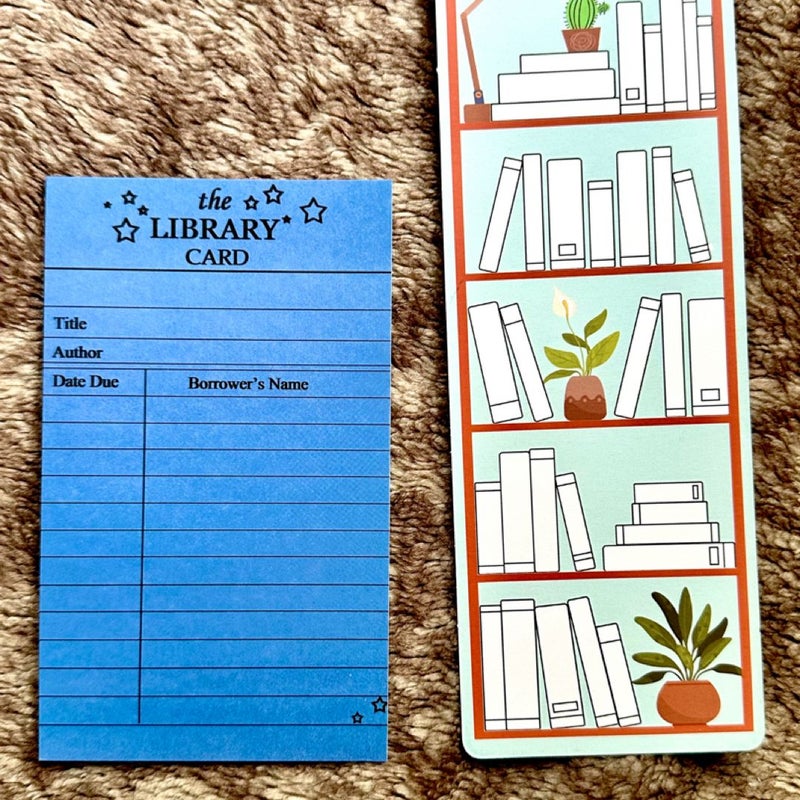 the
LIBRARY
CARD
Title
Author
Date Due Borrower's Name